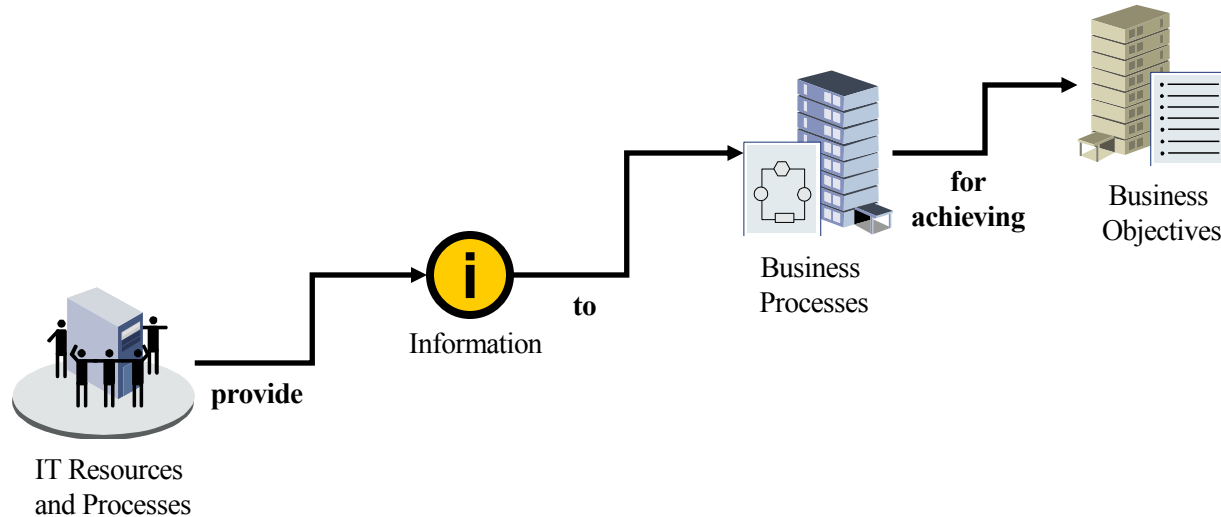 IT Resources
and Processes
provide
Information
to
Business
Processes
for
achieving
Business
Objectives